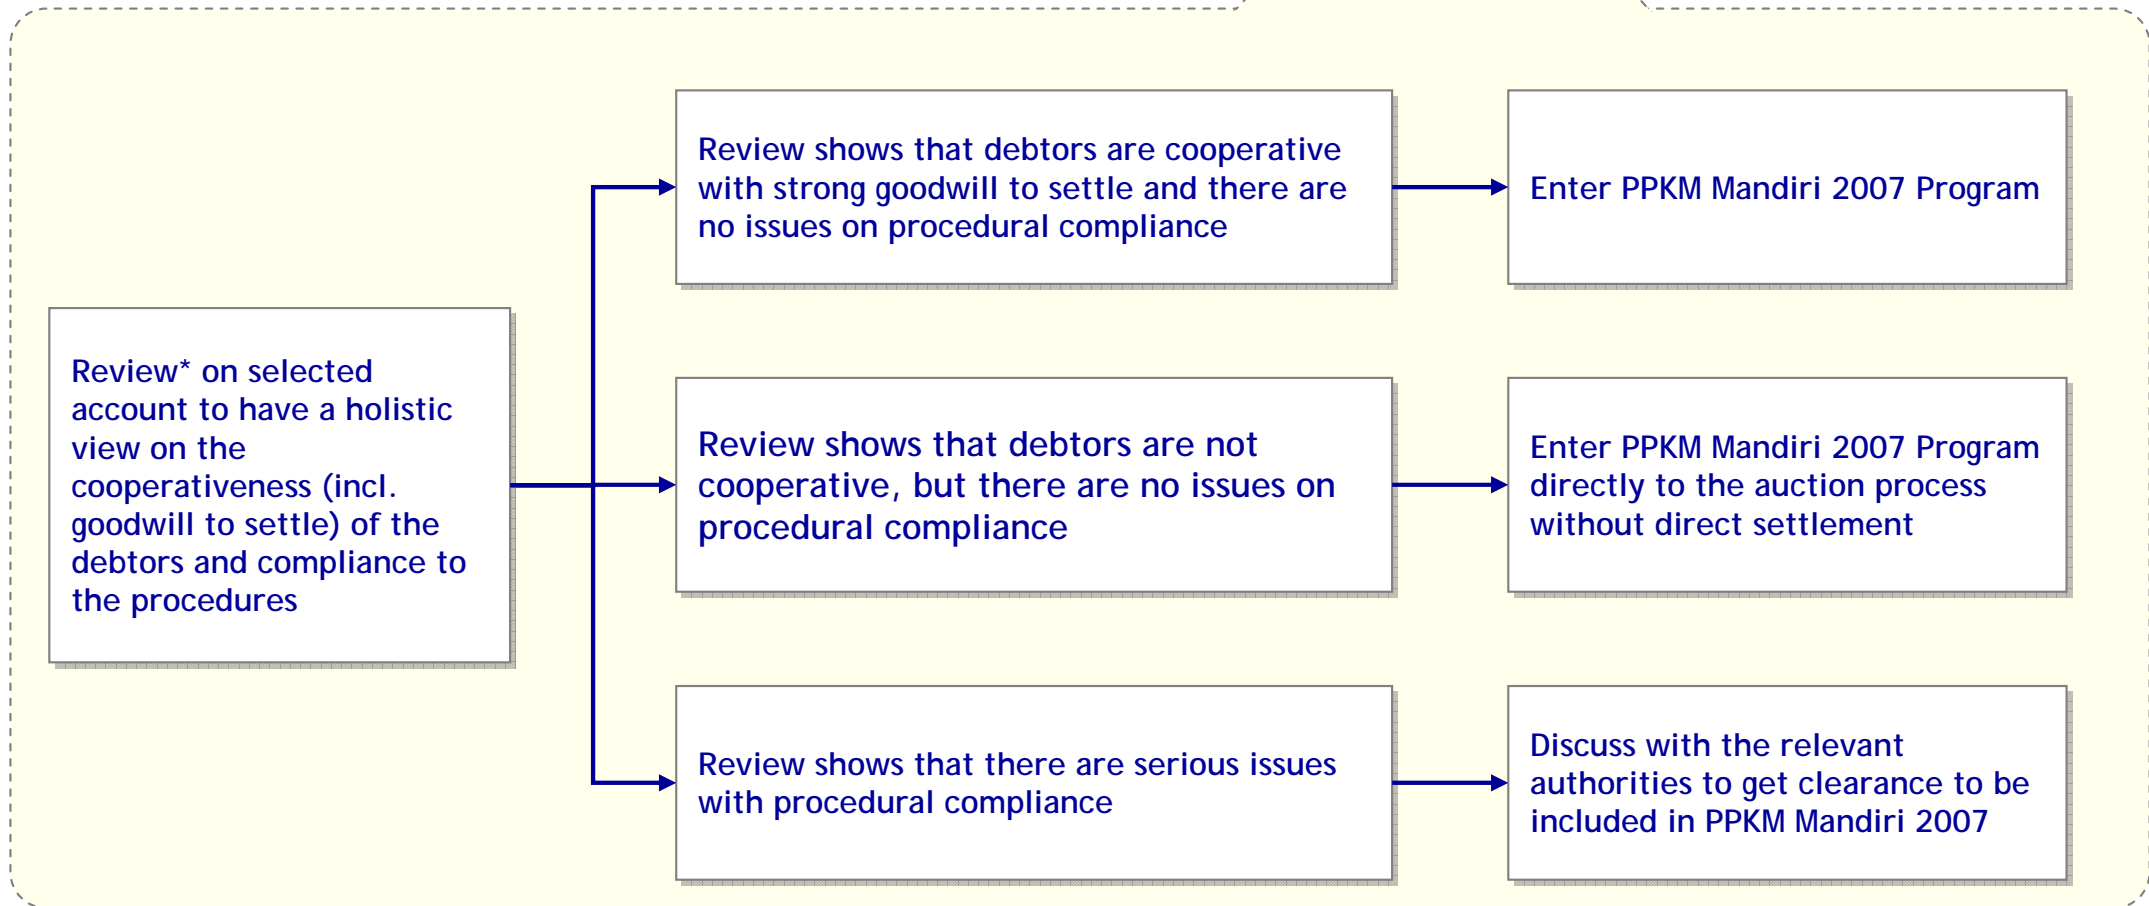 Review* on selected
account to have a holistic
view on the
cooperativeness (incl.
goodwill to settle) of the
debtors and compliance to
the procedures
Review shows that debtors are cooperative
with strong goodwill to settle and there are
no issues on procedural compliance
Enter PPKM Mandiri 2007 Program
Review shows that debtors are not
cooperative, but there are no issues on
procedural compliance
Enter PPKM Mandiri 2007 Program
directly to the auction process
without direct settlement
Review shows that there are serious issues
with procedural compliance
Discuss with the relevant
authorities to get clearance to be
included in PPKM Mandiri 2007